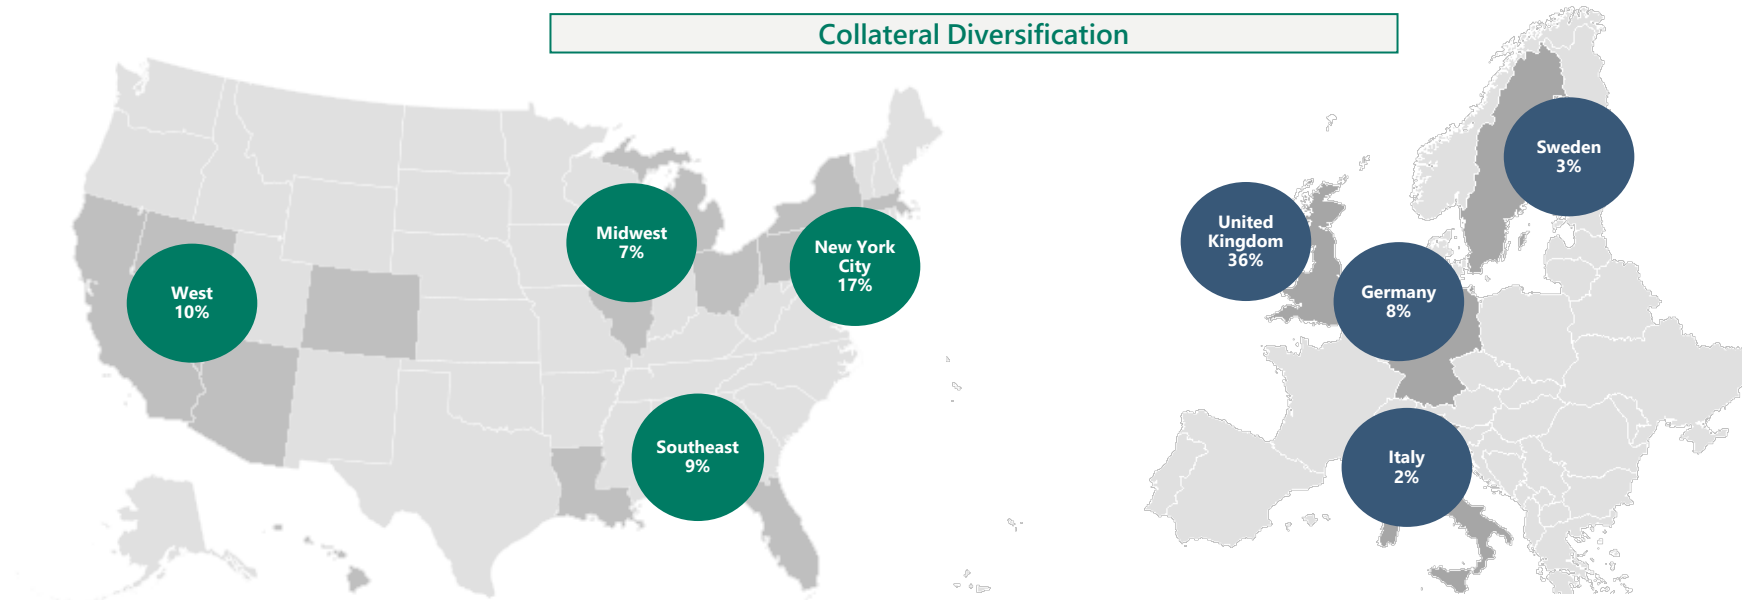 Collateral Diversification
West
10%
Midwest
7%
New York
City
17%
Southeast
9%
United
Kingdom
36%
Sweden
3%
Germany
8%
Italy
2%